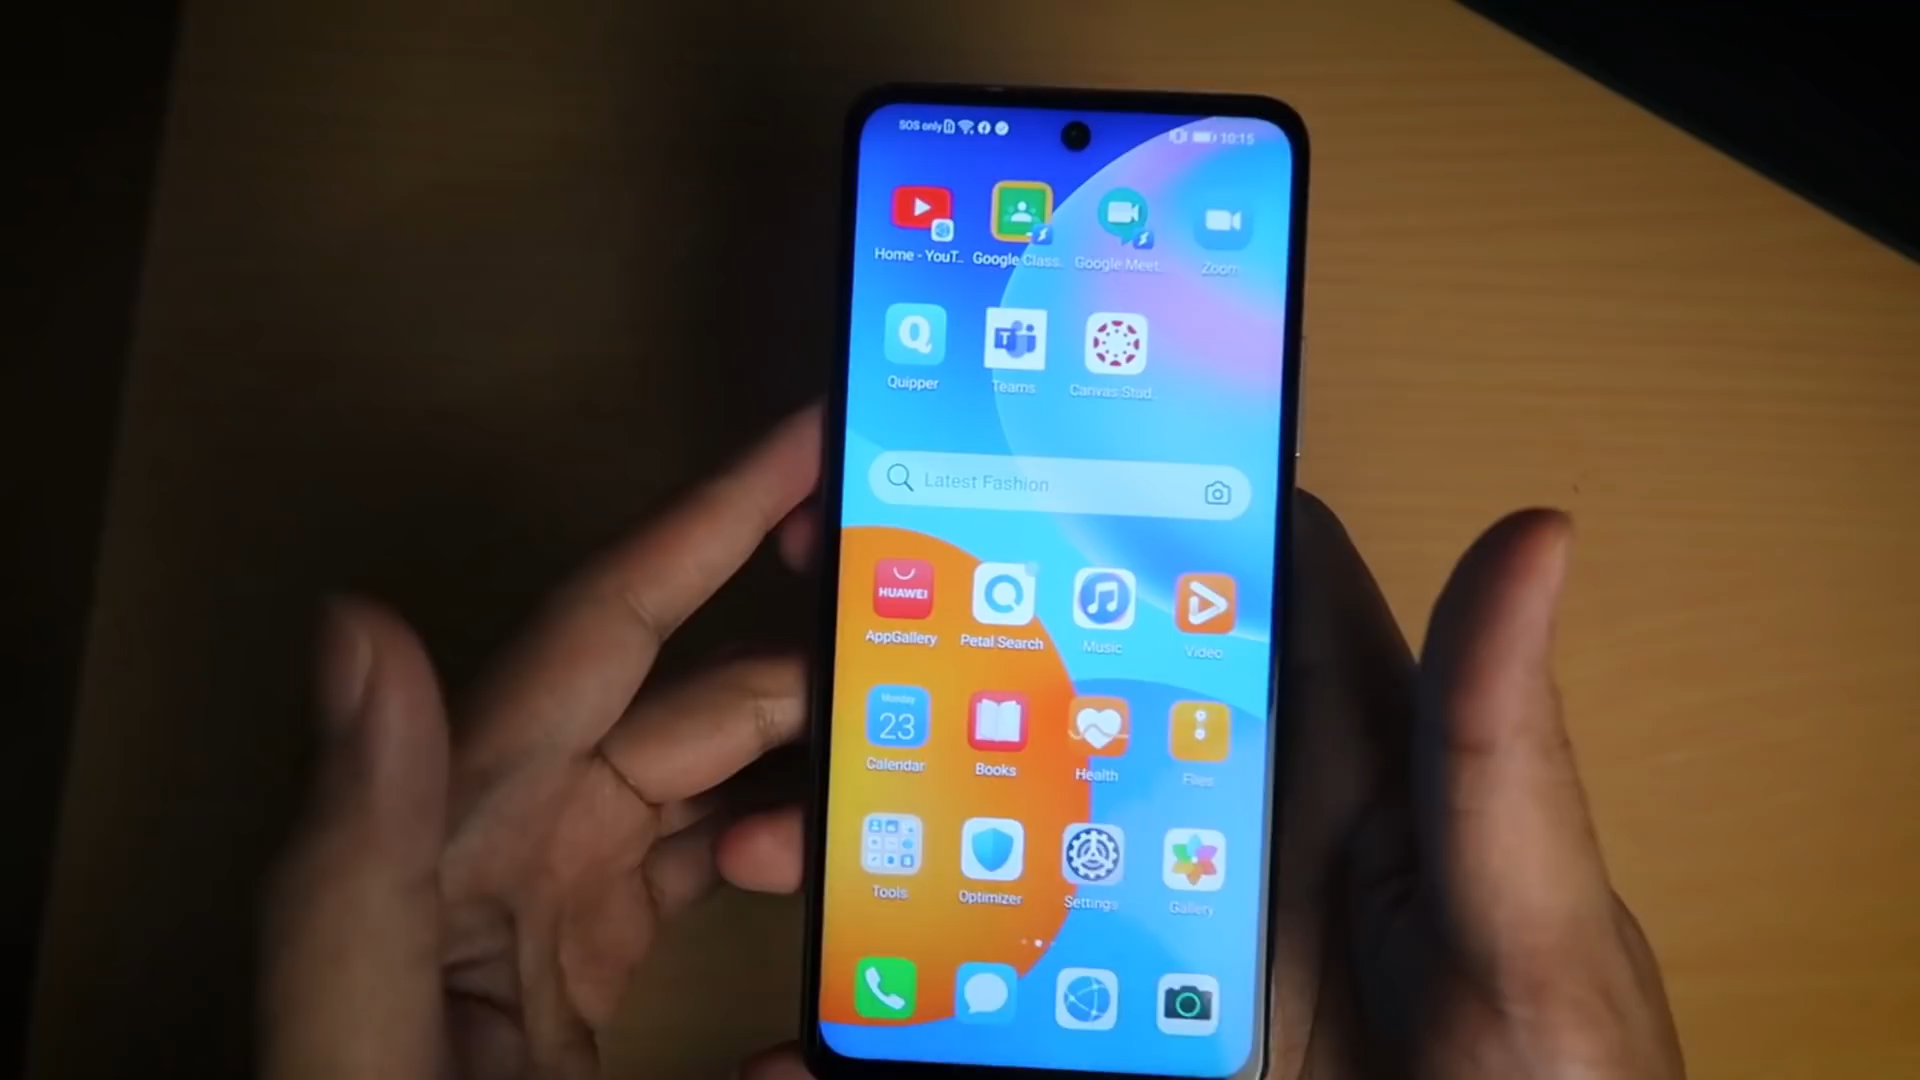 SOS only 10:15
Home - YouT... Google Class... Google Meet... Zoom
Q T
Quipper Teams Canvas Stud...
Latest Fashion
HUAWEI
AppGallery Petal Search Music Video
Monday
23
Calendar Books Health Files
Tools Optimizer Settings Gallery